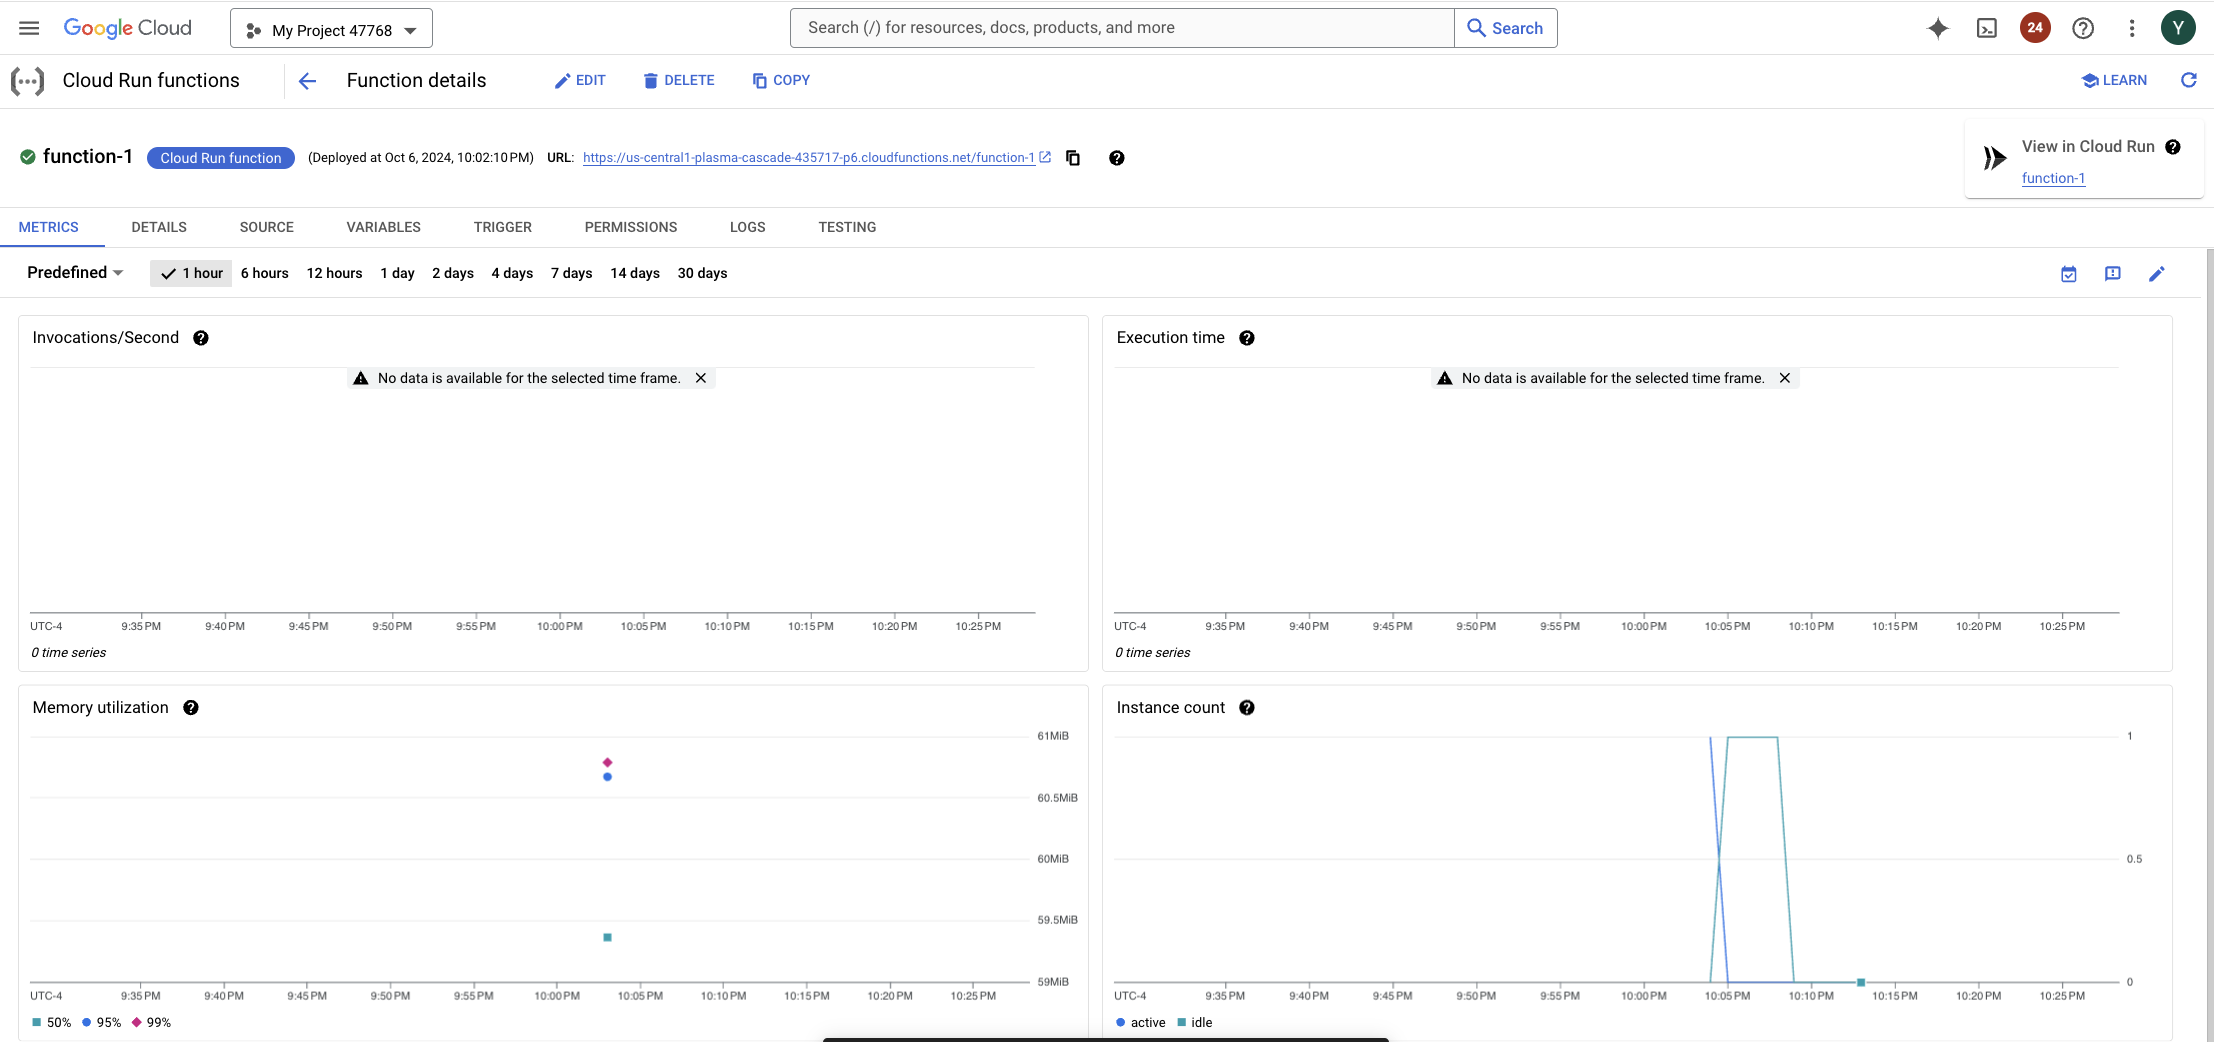 Google Cloud
My Project 47768
Search (/) for resources, docs, products, and more
Search
24
Y
Cloud Run functions
Function details
EDIT
DELETE
COPY
LEARN
function-1
Cloud Run function
(Deployed at Oct 6, 2024, 10:02:10 PM)
URL:
https://us-central1-plasma-cascade-435717-p6.cloudfunctions.net/function-1
View in Cloud Run
function-1
METRICS
DETAILS
SOURCE
VARIABLES
TRIGGER
PERMISSIONS
LOGS
TESTING
Predefined
1 hour
6 hours
12 hours
1 day
2 days
4 days
7 days
14 days
30 days
Invocations/Second
No data is available for the selected time frame.
UTC-4
9:35 PM
9:40 PM
9:45 PM
9:50 PM
9:55 PM
10:00 PM
10:05 PM
10:10 PM
10:15 PM
10:20 PM
10:25 PM
0 time series
Execution time
No data is available for the selected time frame.
UTC-4
9:35 PM
9:40 PM
9:45 PM
9:50 PM
9:55 PM
10:00 PM
10:05 PM
10:10 PM
10:15 PM
10:20 PM
10:25 PM
0 time series
Memory utilization
61MiB
60.5MiB
60MiB
59.5MiB
59MiB
UTC-4
9:35 PM
9:40 PM
9:45 PM
9:50 PM
9:55 PM
10:00 PM
10:05 PM
10:10 PM
10:15 PM
10:20 PM
10:25 PM
50%
95%
99%
Instance count
1
0.5
0
UTC-4
9:35 PM
9:40 PM
9:45 PM
9:50 PM
9:55 PM
10:00 PM
10:05 PM
10:10 PM
10:15 PM
10:20 PM
10:25 PM
active
idle